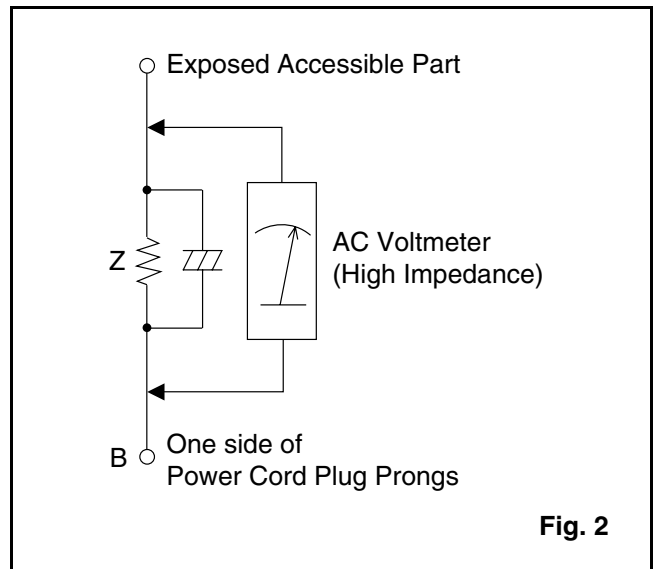 Exposed Accessible Part
Z
AC Voltmeter
(High Impedance)
B
One side of
Power Cord Plug Prongs
Fig. 2